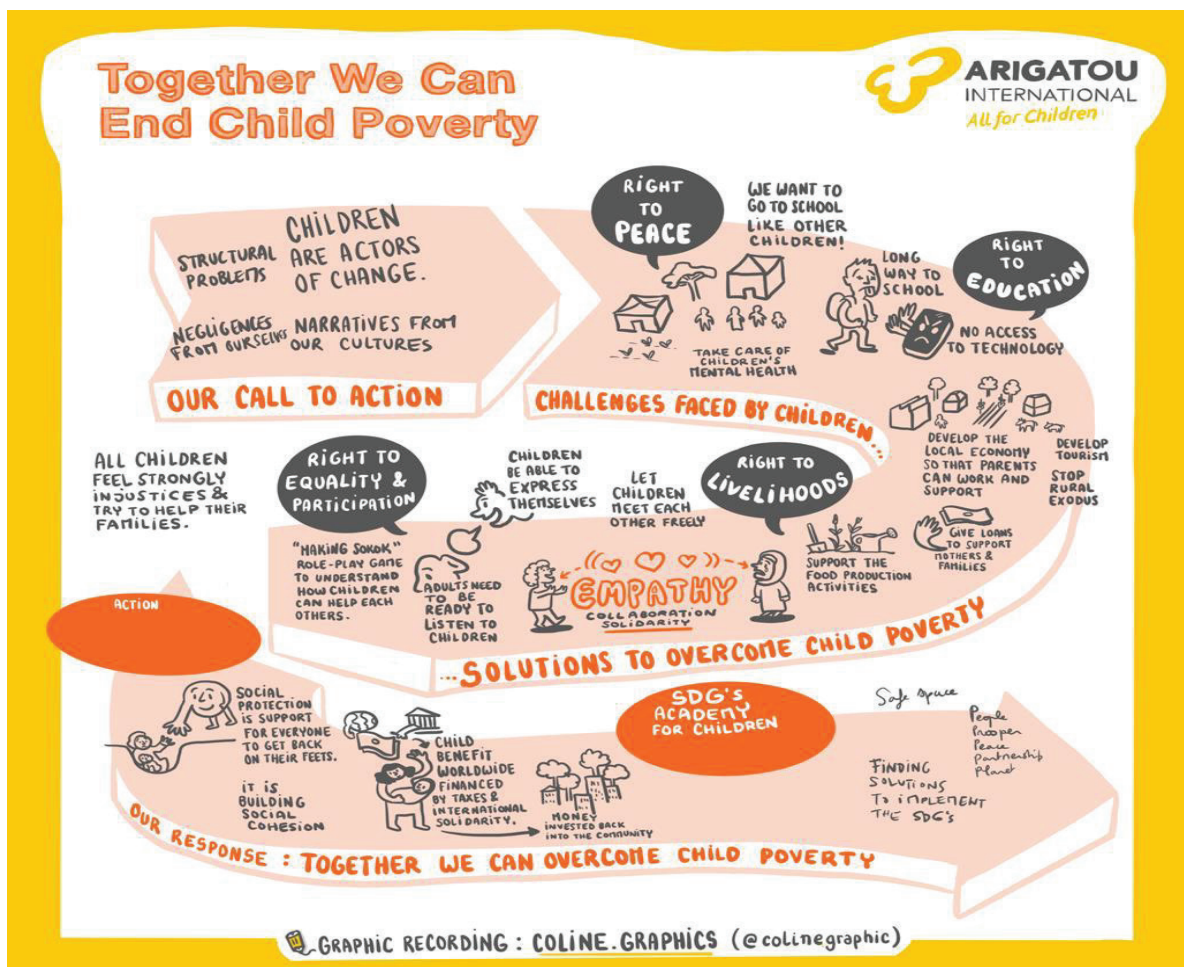 Together We Can
End Child Poverty
ARIGATOU
INTERNATIONAL
All for Children
STRUCTURAL
PROBLEMS
CHILDREN
ARE ACTORS
OF CHANGE.
NEGLIGENCES
FROM OURSELVES
NARRATIVES FROM
OUR CULTURES
OUR CALL TO ACTION
RIGHT
TO
PEACE
WE WANT TO
GO TO SCHOOL
LIKE OTHER
CHILDREN!
TAKE CARE OF
CHILDREN'S
MENTAL HEALTH
LONG
WAY TO
SCHOOL
RIGHT
TO
EDUCATION
NO ACCESS
TO TECHNOLOGY
CHALLENGES FACED BY CHILDREN...
DEVELOP THE
LOCAL ECONOMY
SO THAT PARENTS
CAN WORK AND
SUPPORT
DEVELOP
TOURISM
STOP
RURAL
EXODUS
ALL CHILDREN
FEEL STRONGLY
INJUSTICES &
TRY TO HELP THEIR
FAMILIES.
RIGHT TO
EQUALITY &
PARTICIPATION
"MAKING SOKOK"
ROLE-PLAY GAME
TO UNDERSTAND
HOW CHILDREN
CAN HELP EACH
OTHERS.
CHILDREN
BE ABLE TO
EXPRESS
THEMSELVES
ADULTS NEED
TO BE
READY TO
LISTEN TO
CHILDREN
LET
CHILDREN
MEET EACH
OTHER FREELY
EMPATHY
COLLABORATION
SOLIDARITY
RIGHT TO
LIVELIHOODS
SUPPORT THE
FOOD PRODUCTION
ACTIVITIES
GIVE LOANS
TO SUPPORT
MOTHERS &
FAMILIES
...SOLUTIONS TO OVERCOME CHILD POVERTY
ACTION
SOCIAL
PROTECTION
IS SUPPORT
FOR EVERYONE
TO GET BACK
ON THEIR FEETS.
IT IS
BUILDING
SOCIAL
COHESION
CHILD
BENEFIT
WORLDWIDE
FINANCED
BY TAXES &
INTERNATIONAL
SOLIDARITY.
MONEY
INVESTED BACK
INTO THE COMMUNITY
SDG's
ACADEMY
FOR CHILDREN
Safe space
People
Prooper
Peace
Partnership
Planet
FINDING
SOLUTIONS
TO IMPLEMENT
THE SDG's
OUR RESPONSE : TOGETHER WE CAN OVERCOME CHILD POVERTY
GRAPHIC RECORDING : COLINE.GRAPHICS (@colinegraphic)